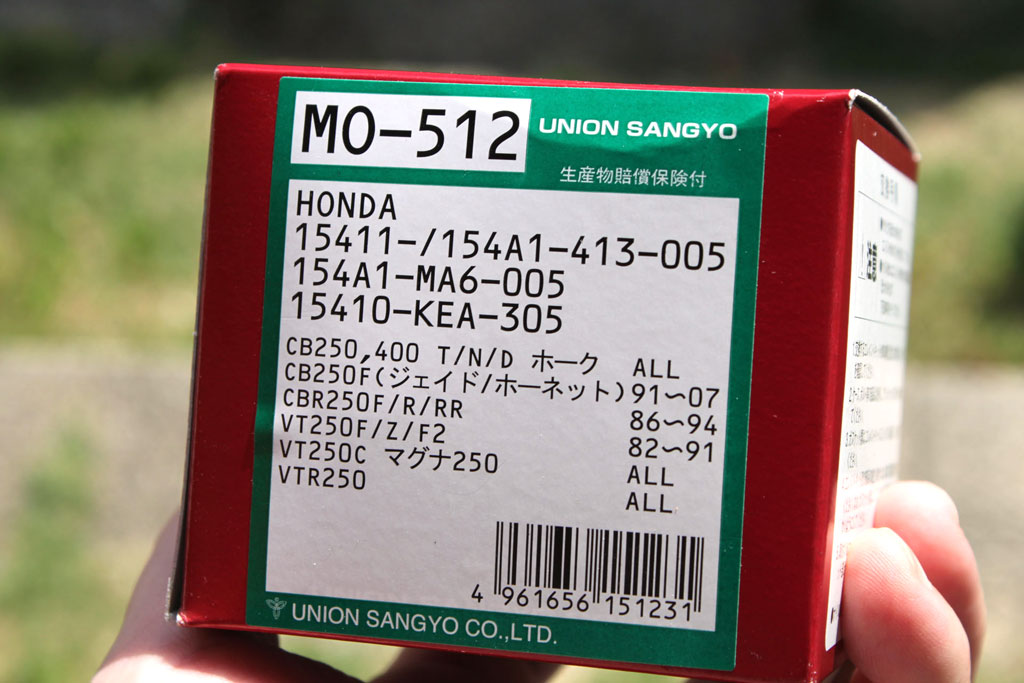 MO-512
UNION SANGYO
生産物賠償保険付
HONDA
15411-/154A1-413-005
154A1-MA6-005
15410-KEA-305
CB250,400 T/N/D ホーク ALL
CB250F(ジェイド/ホーネット) 91〜07
CBR250F/R/RR 86〜94
VT250F/Z/F2 82〜91
VT250C マグナ250 ALL
VTR250 ALL
4 961656 151231
UNION SANGYO CO.,LTD.
注意